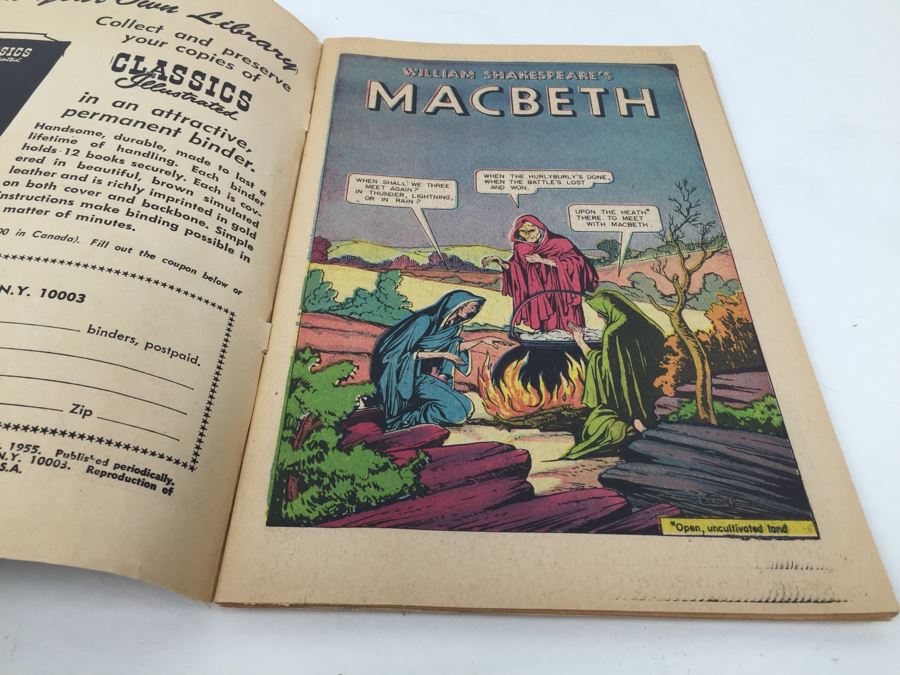 Your Own Library
Collect and preserve
your copies of
CLASSICS
Illustrated
in an attractive,
permanent binder
Handsome, durable, made to last a
lifetime of handling. Each binder
holds 12 books securely. Each is cov-
ered in beautiful, brown simulated
leather and is richly imprinted in gold
on both cover and backbone. Simple
instructions make binding possible in
matter of minutes.
00 in Canada). Fill out the coupon below or
N.Y. 10003
binders, postpaid.
Zip
1955. Published periodically.
N.Y. 10003. Reproduction of
S.A.
WILLIAM SHAKESPEARE'S
MACBETH
WHEN SHALL WE THREE
MEET AGAIN?
IN THUNDER, LIGHTNING,
OR IN RAIN?
WHEN THE HURLYBURLY'S DONE,
WHEN THE BATTLE'S LOST
AND WON.
UPON THE HEATH*
THERE TO MEET
WITH MACBETH.
*Open, uncultivated land